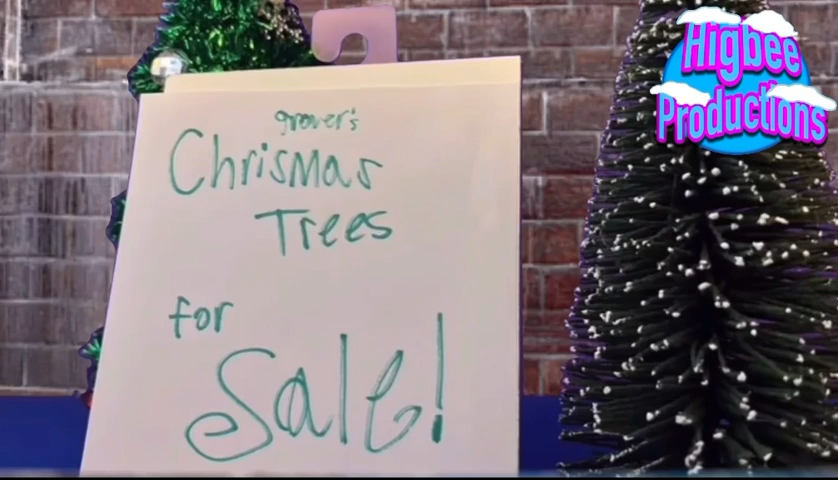 grover's
Chrismas
Trees
for
Sale!
Higbee
Productions